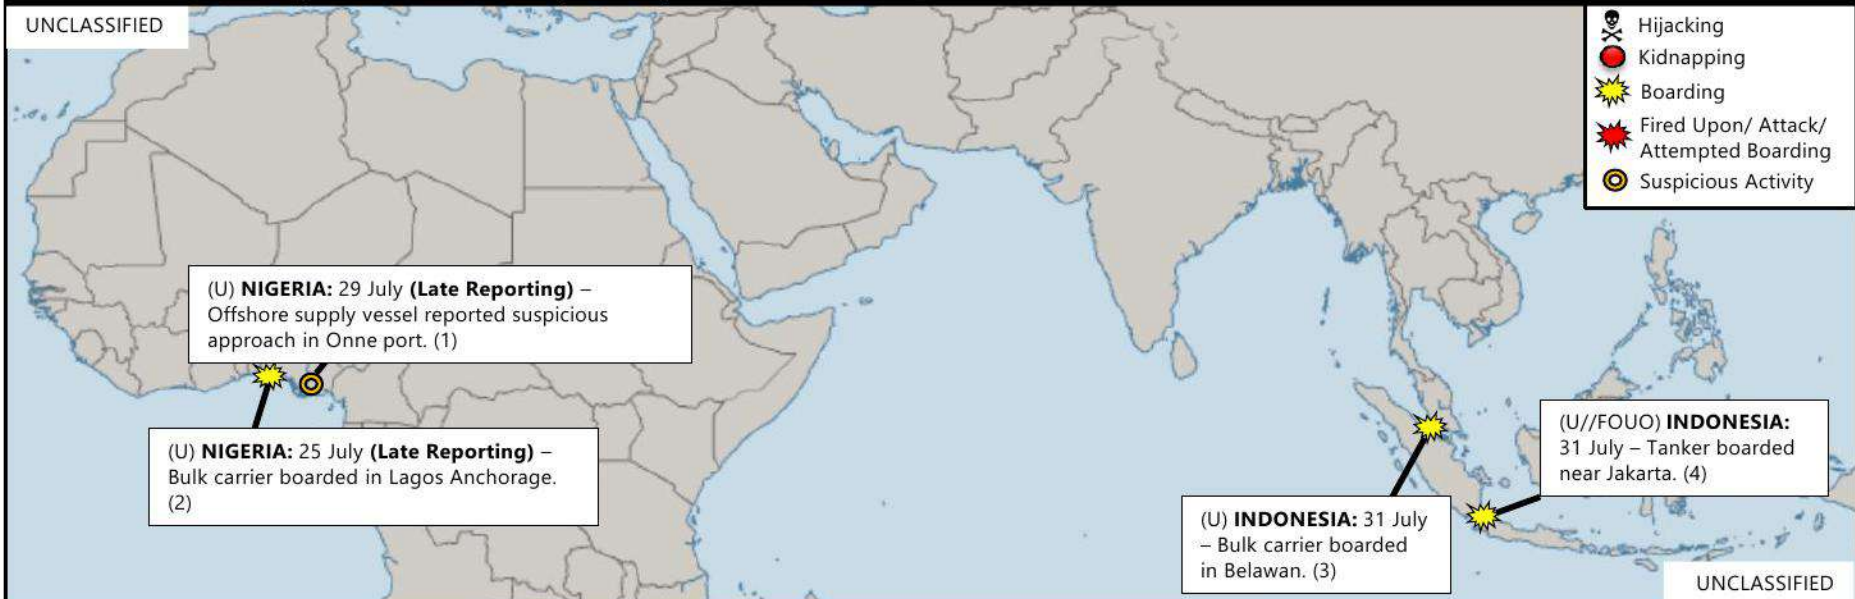 UNCLASSIFIED
Hijacking
Kidnapping
Boarding
Fired Upon/ Attack/
Attempted Boarding
Suspicious Activity
(U) NIGERIA: 29 July (Late Reporting) –
Offshore supply vessel reported suspicious
approach in Onne port. (1)
(U) NIGERIA: 25 July (Late Reporting) –
Bulk carrier boarded in Lagos Anchorage.
(2)
(U//FOUO) INDONESIA:
31 July – Tanker boarded
near Jakarta. (4)
(U) INDONESIA: 31 July
– Bulk carrier boarded
in Belawan. (3)
UNCLASSIFIED